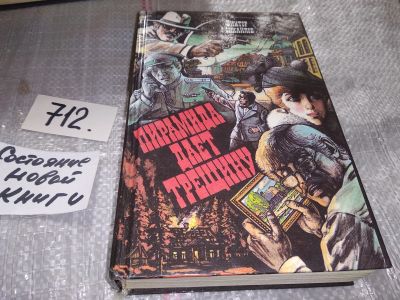 712.
Состояние
новой
книги
ПИРАМИДА
ДАЕТ
ТРЕЩИНУ